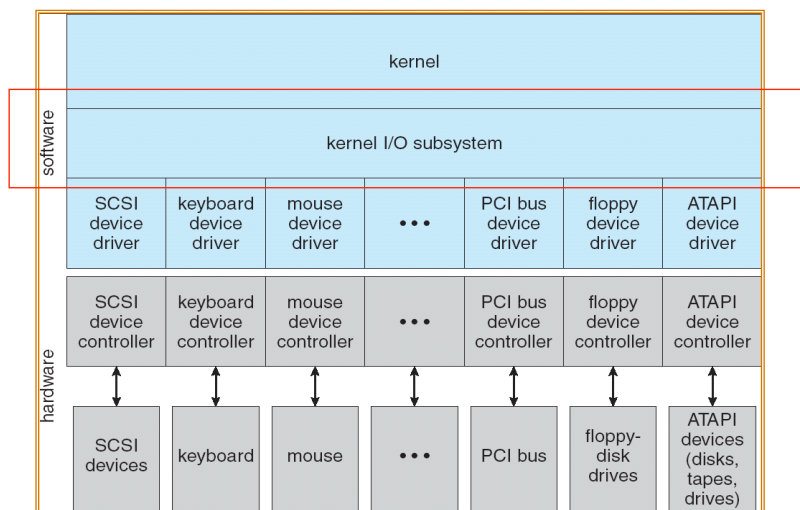 kernel
software
kernel I/O subsystem
SCSI
device
driver
keyboard
device
driver
mouse
device
driver
•••
PCI bus
device
driver
floppy
device
driver
ATAPI
device
driver
hardware
SCSI
device
controller
keyboard
device
controller
mouse
device
controller
•••
PCI bus
device
controller
floppy
device
controller
ATAPI
device
controller
SCSI
devices
keyboard
mouse
•••
PCI bus
floppy-
disk
drives
ATAPI
devices
(disks,
tapes,
drives)